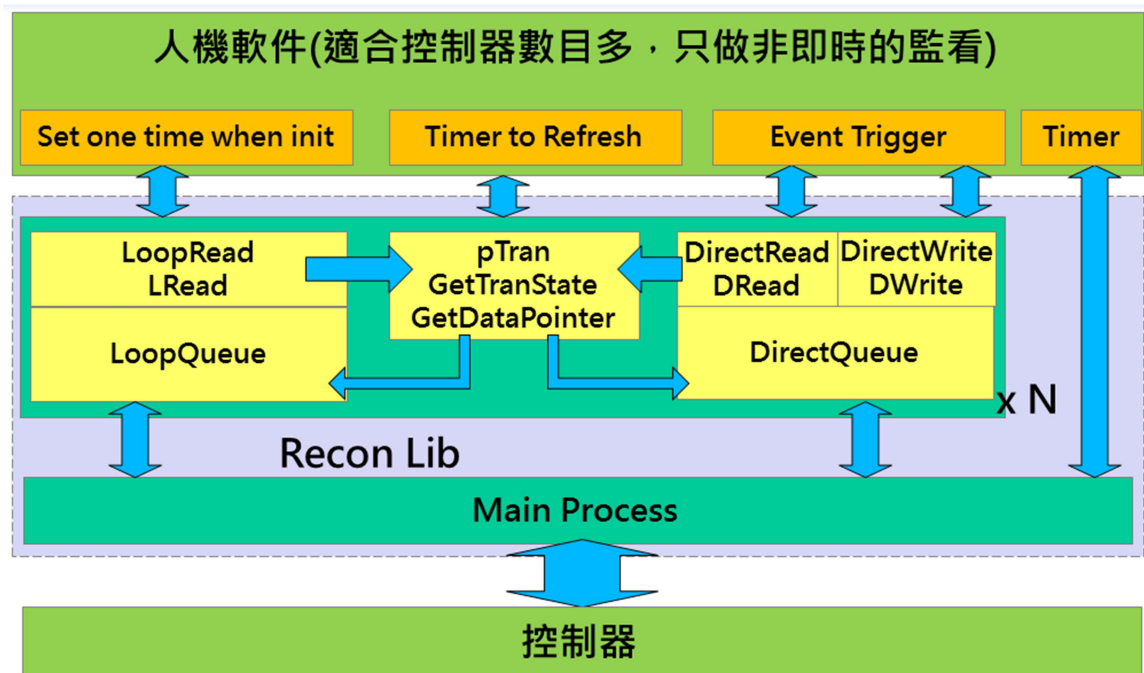 人機軟件(適合控制器數目多，只做非即時的監看)
Set one time when init
Timer to Refresh
Event Trigger
Timer
LoopRead
LRead
pTran
GetTranState
GetDataPointer
DirectRead
DRead
DirectWrite
DWrite
LoopQueue
DirectQueue
x N
Recon Lib
Main Process
控制器